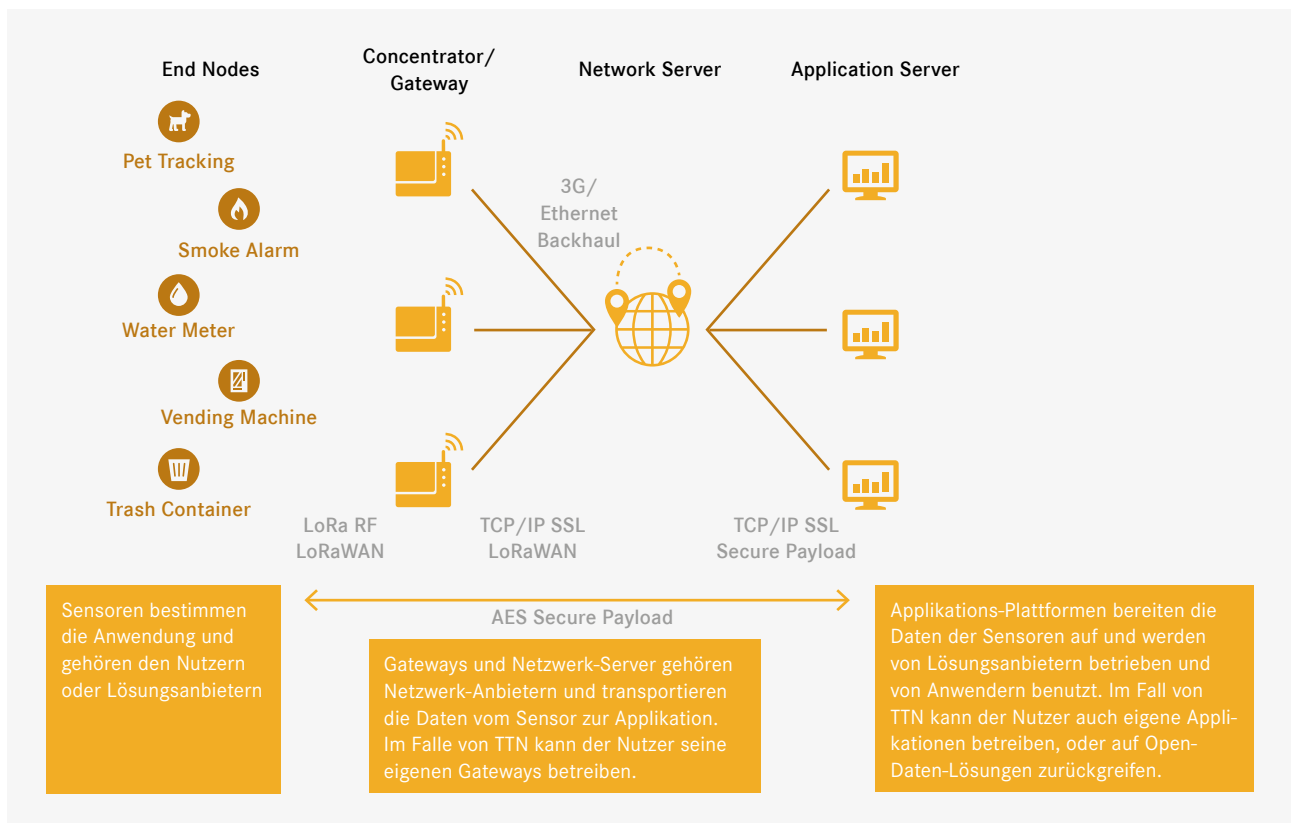 End Nodes
Concentrator/
Gateway
Network Server
Application Server
Pet Tracking
Smoke Alarm
Water Meter
Vending Machine
Trash Container
3G/
Ethernet
Backhaul
LoRa RF
LoRaWAN
TCP/IP SSL
LoRaWAN
TCP/IP SSL
Secure Payload
AES Secure Payload
Sensoren bestimmen
die Anwendung und
gehören den Nutzern
oder Lösungsanbietern
Gateways und Netzwerk-Server gehören
Netzwerk-Anbietern und transportieren
die Daten vom Sensor zur Applikation.
Im Falle von TTN kann der Nutzer seine
eigenen Gateways betreiben.
Applikations-Plattformen bereiten die
Daten der Sensoren auf und werden
von Lösungsanbietern betrieben und
von Anwendern benutzt. Im Fall von
TTN kann der Nutzer auch eigene Appli-
kationen betreiben, oder auf Open-
Daten-Lösungen zurückgreifen.